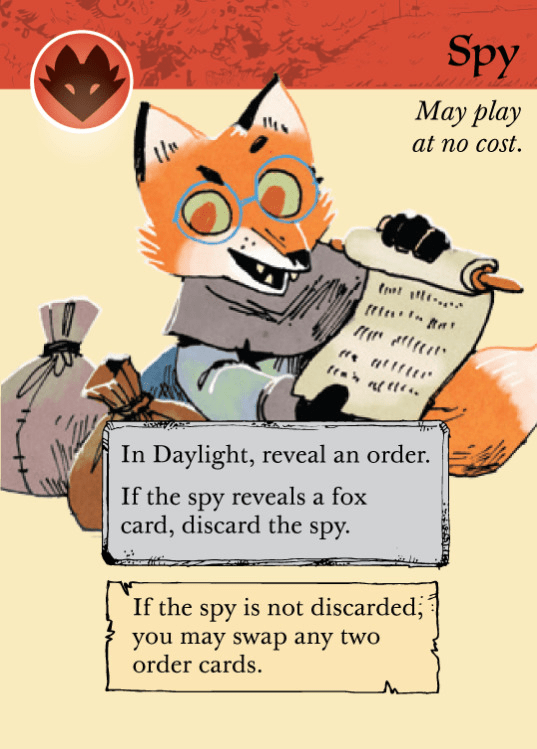 Spy
May play
at no cost.
In Daylight, reveal an order.
If the spy reveals a fox
card, discard the spy.
If the spy is not discarded,
you may swap any two
order cards.